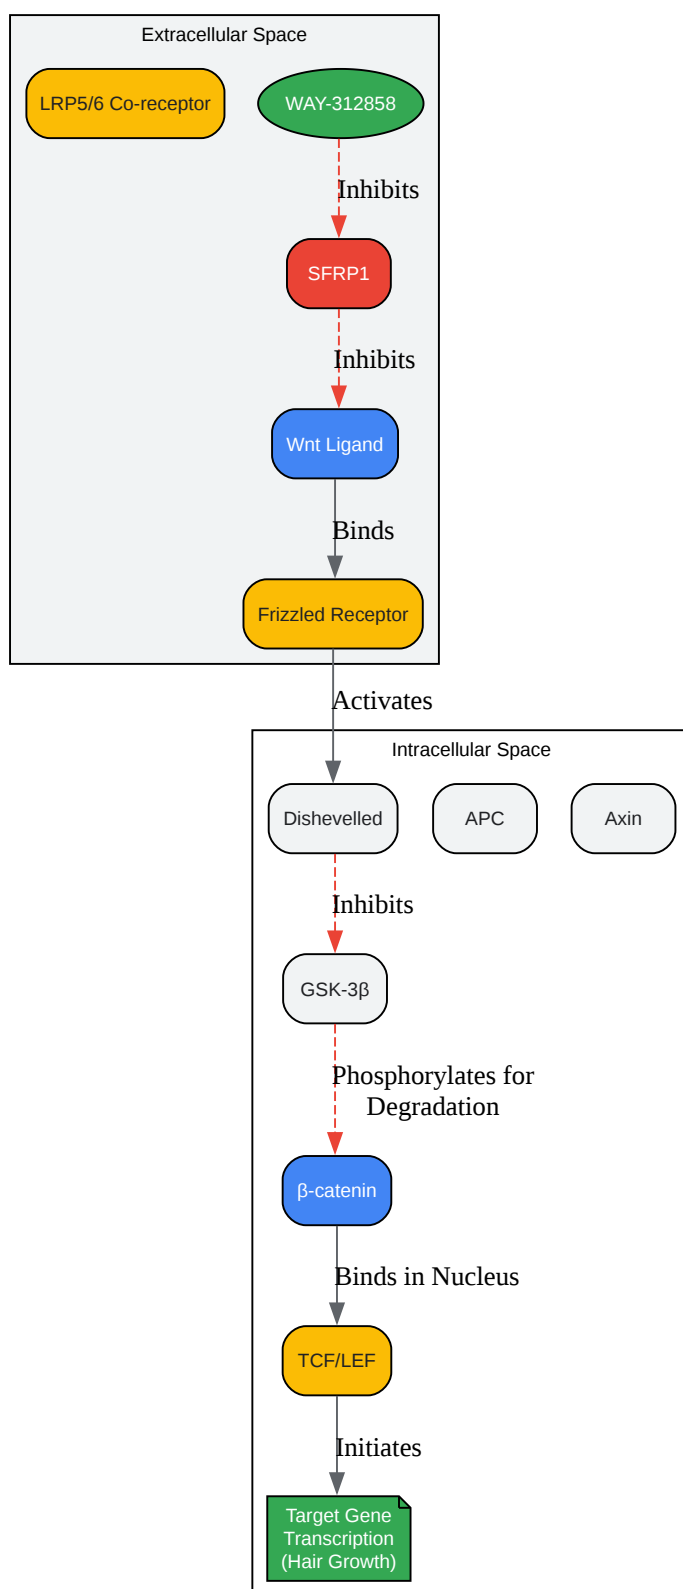 Extracellular Space
LRP5/6 Co-receptor
WAY-312858
Inhibits
SFRP1
Inhibits
Wnt Ligand
Binds
Frizzled Receptor
Activates
Intracellular Space
Dishevelled
APC
Axin
Inhibits
GSK-3β
Phosphorylates for
Degradation
β-catenin
Binds in Nucleus
TCF/LEF
Initiates
Target Gene
Transcription
(Hair Growth)